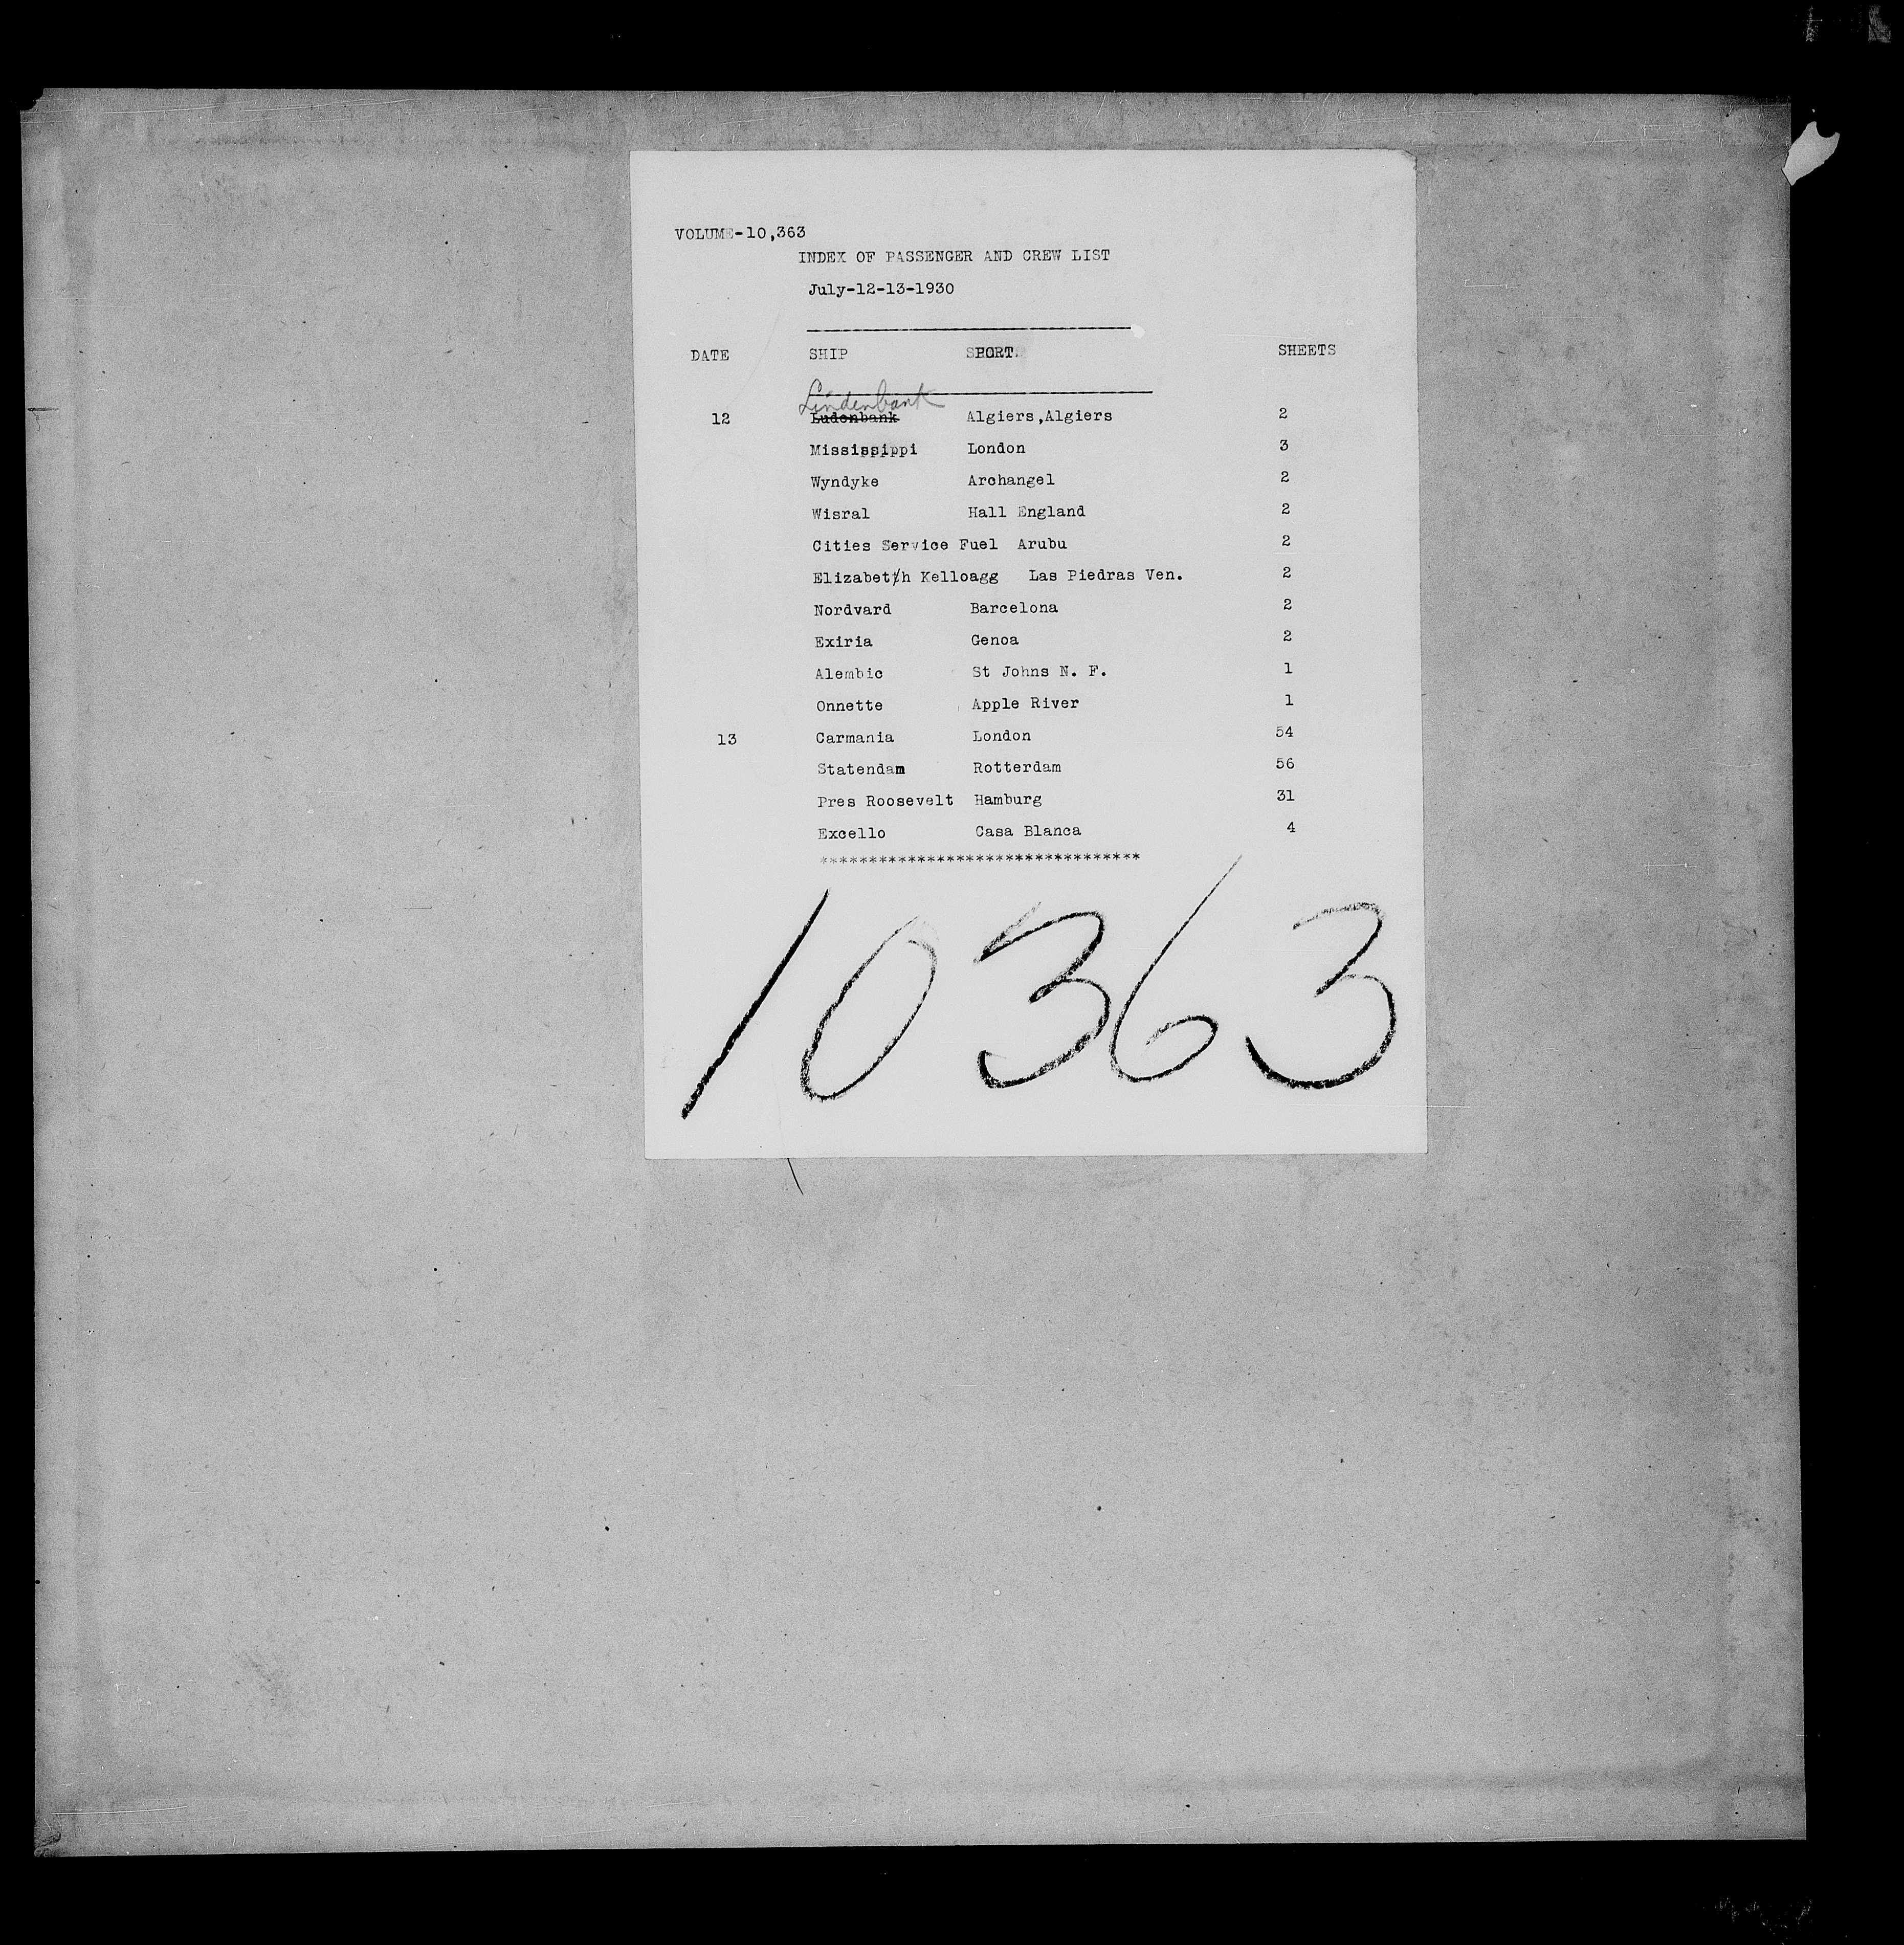 VOLUME-10,363
INDEX OF PASSENGER AND CREW LIST
July-12-13-1930
DATE SHIP PORT SHEETS
Lindenbank
12 Ludenbank Algiers,Algiers 2
Mississippi London 3
Wyndyke Archangel 2
Wisral Hall England 2
Cities Service Fuel Arubu 2
Elizabet/h Kelloagg Las Piedras Ven. 2
Nordvard Barcelona 2
Exiria Genoa 2
Alembic St Johns N. F. 1
Onnette Apple River 1
13 Carmania London 54
Statendam Rotterdam 56
Pres Roosevelt Hamburg 31
Excello Casa Blanca 4
*********************************
10363